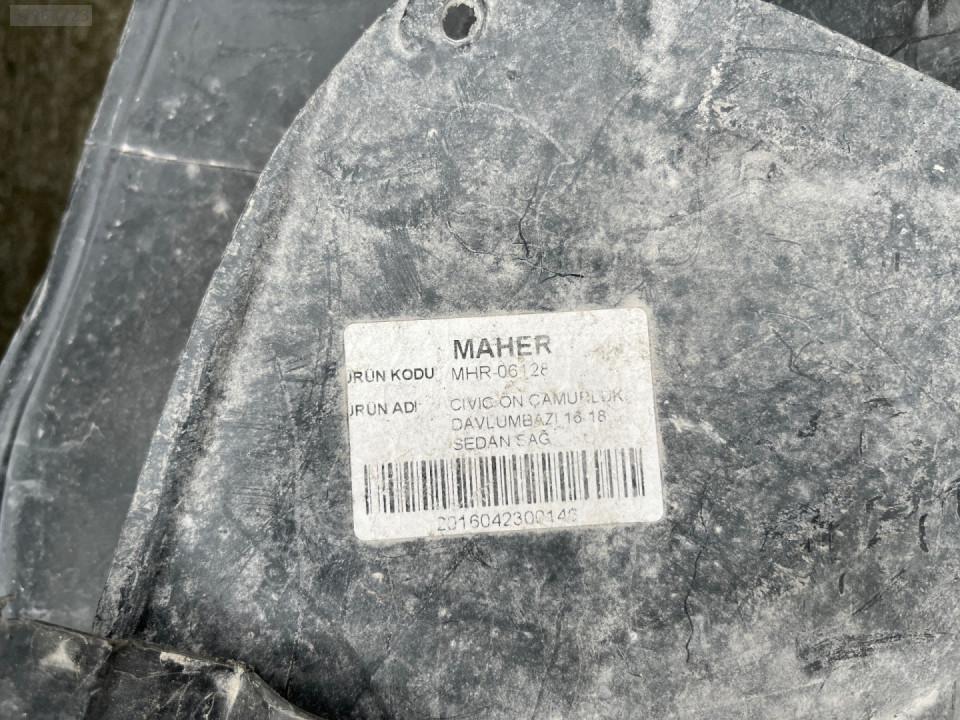 MAHER
ÜRÜN KODU MHR-06128
ÜRÜN ADI CIVIC ÖN ÇAMURLUK
DAVLUMBAZI 16-18
SEDAN SAĞ
2016042300146